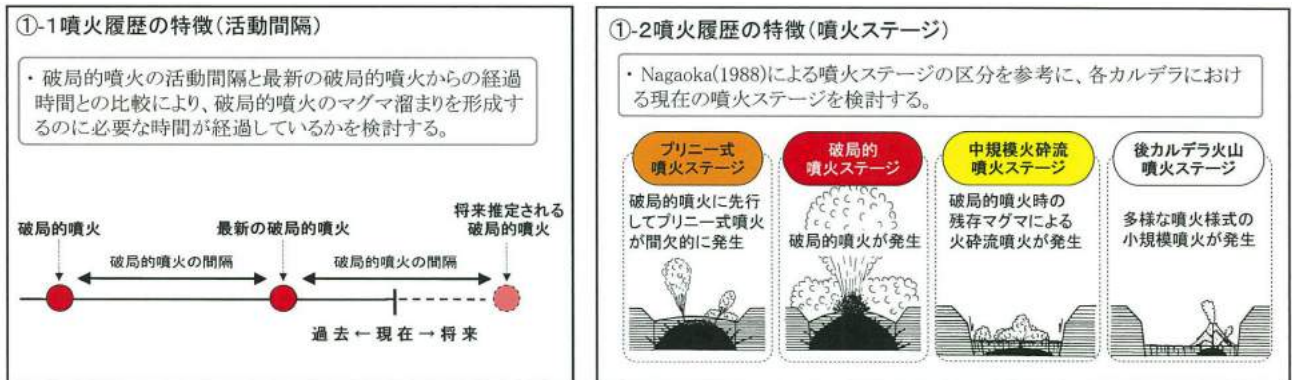 ①-1噴火履歴の特徴(活動間隔)
・ 破局的噴火の活動間隔と最新の破局的噴火からの経過
時間との比較により、破局的噴火のマグマ溜まりを形成す
るのに必要な時間が経過しているかを検討する。
将来推定される
破局的噴火
破局的噴火
最新の破局的噴火
破局的噴火の間隔
破局的噴火の間隔
過去 ← 現在 → 将来
①-2噴火履歴の特徴(噴火ステージ)
・ Nagaoka(1988)による噴火ステージの区分を参考に、各カルデラにおけ
る現在の噴火ステージを検討する。
プリニー式
噴火ステージ
破局的噴火に先行
してプリニー式噴火
が間欠的に発生
破局的
噴火ステージ
破局的噴火が発生
中規模火砕流
噴火ステージ
破局的噴火時の
残存マグマによる
火砕流噴火が発生
後カルデラ火山
噴火ステージ
多様な噴火様式の
小規模噴火が発生